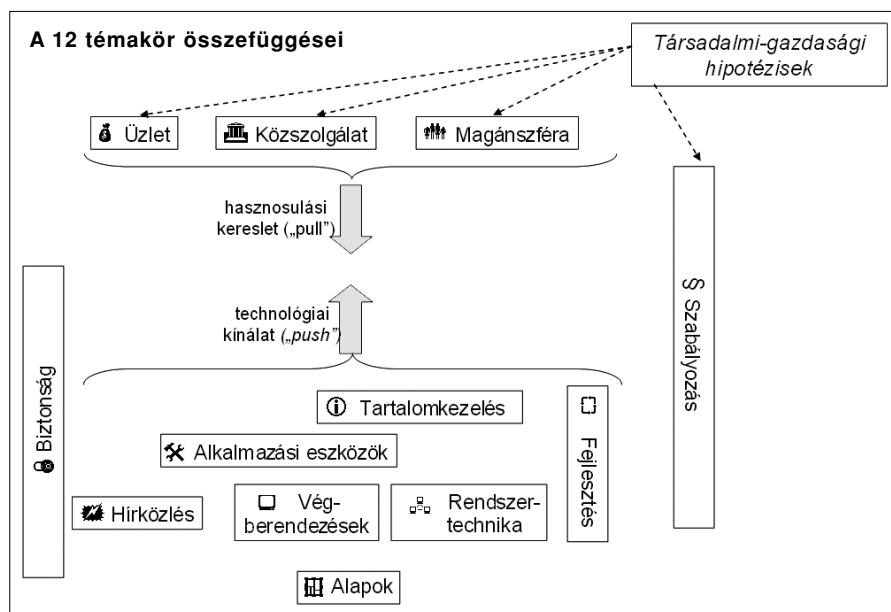 A 12 témakör összefüggései
Társadalmi-gazdasági
hipotézisek
Üzlet
Közszolgálat
Magánszféra
hasznosulási
kereslet („pull")
technológiai
kínálat („push")
§ Szabályozás
Biztonság
Tartalomkezelés
Alkalmazási eszközök
Fejlesztés
Hírközlés
Vég-
berendezések
Rendszer-
technika
Alapok